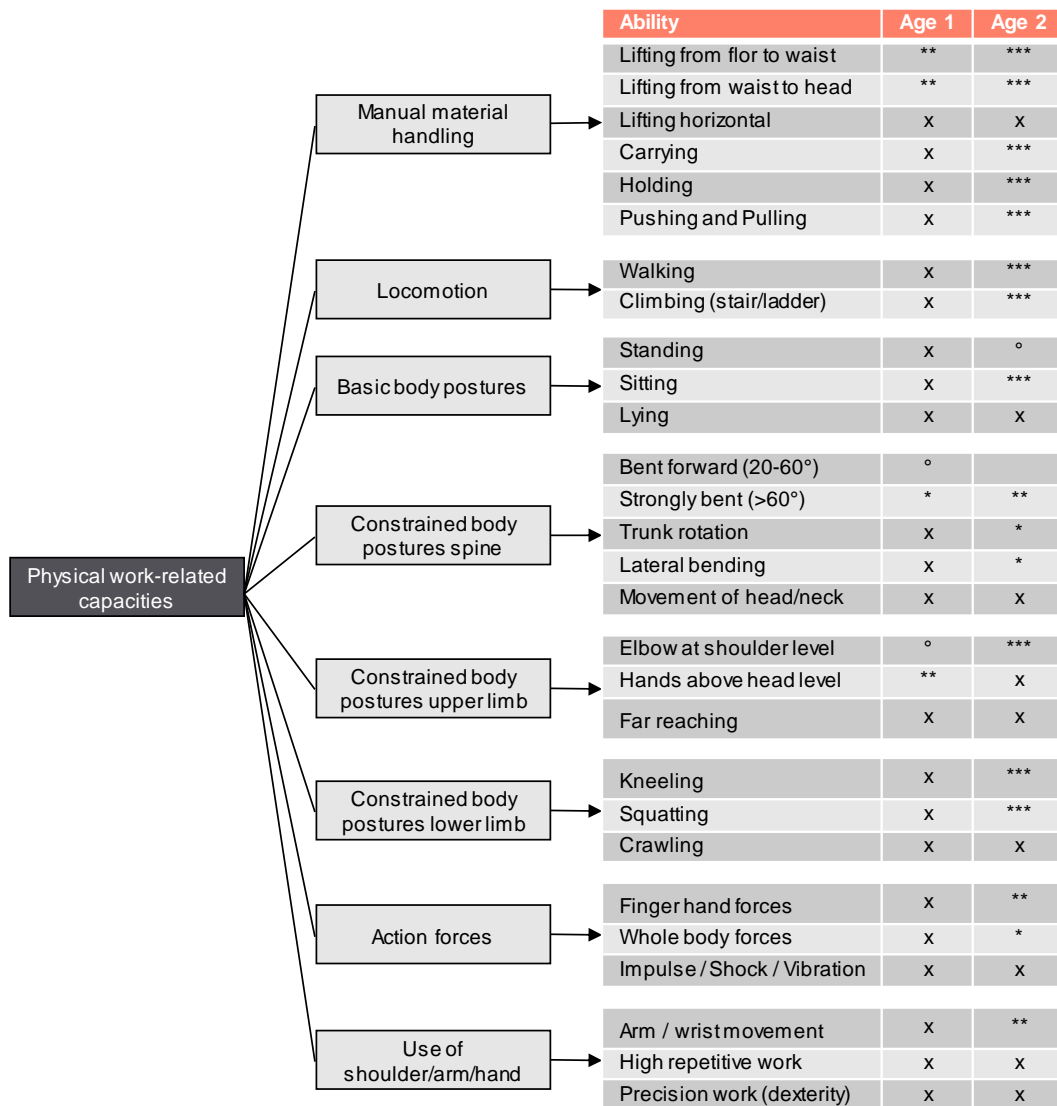 Ability Age 1 Age 2
Lifting from flor to waist ** ***
Lifting from waist to head ** ***
Lifting horizontal x x
Carrying x ***
Holding x ***
Pushing and Pulling x ***
Manual material
handling
Walking x ***
Climbing (stair/ladder) x ***
Locomotion
Standing x °
Sitting x ***
Lying x x
Basic body postures
Bent forward (20-60°) °
Strongly bent (>60°) * **
Trunk rotation x *
Lateral bending x *
Movement of head/neck x x
Constrained body
postures spine
Physical work-related
capacities
Elbow at shoulder level ° ***
Hands above head level ** x
Far reaching x x
Constrained body
postures upper limb
Kneeling x ***
Squatting x ***
Crawling x x
Constrained body
postures lower limb
Finger hand forces x **
Whole body forces x *
Impulse / Shock / Vibration x x
Action forces
Arm / wrist movement x **
High repetitive work x x
Precision work (dexterity) x x
Use of
shoulder/arm/hand